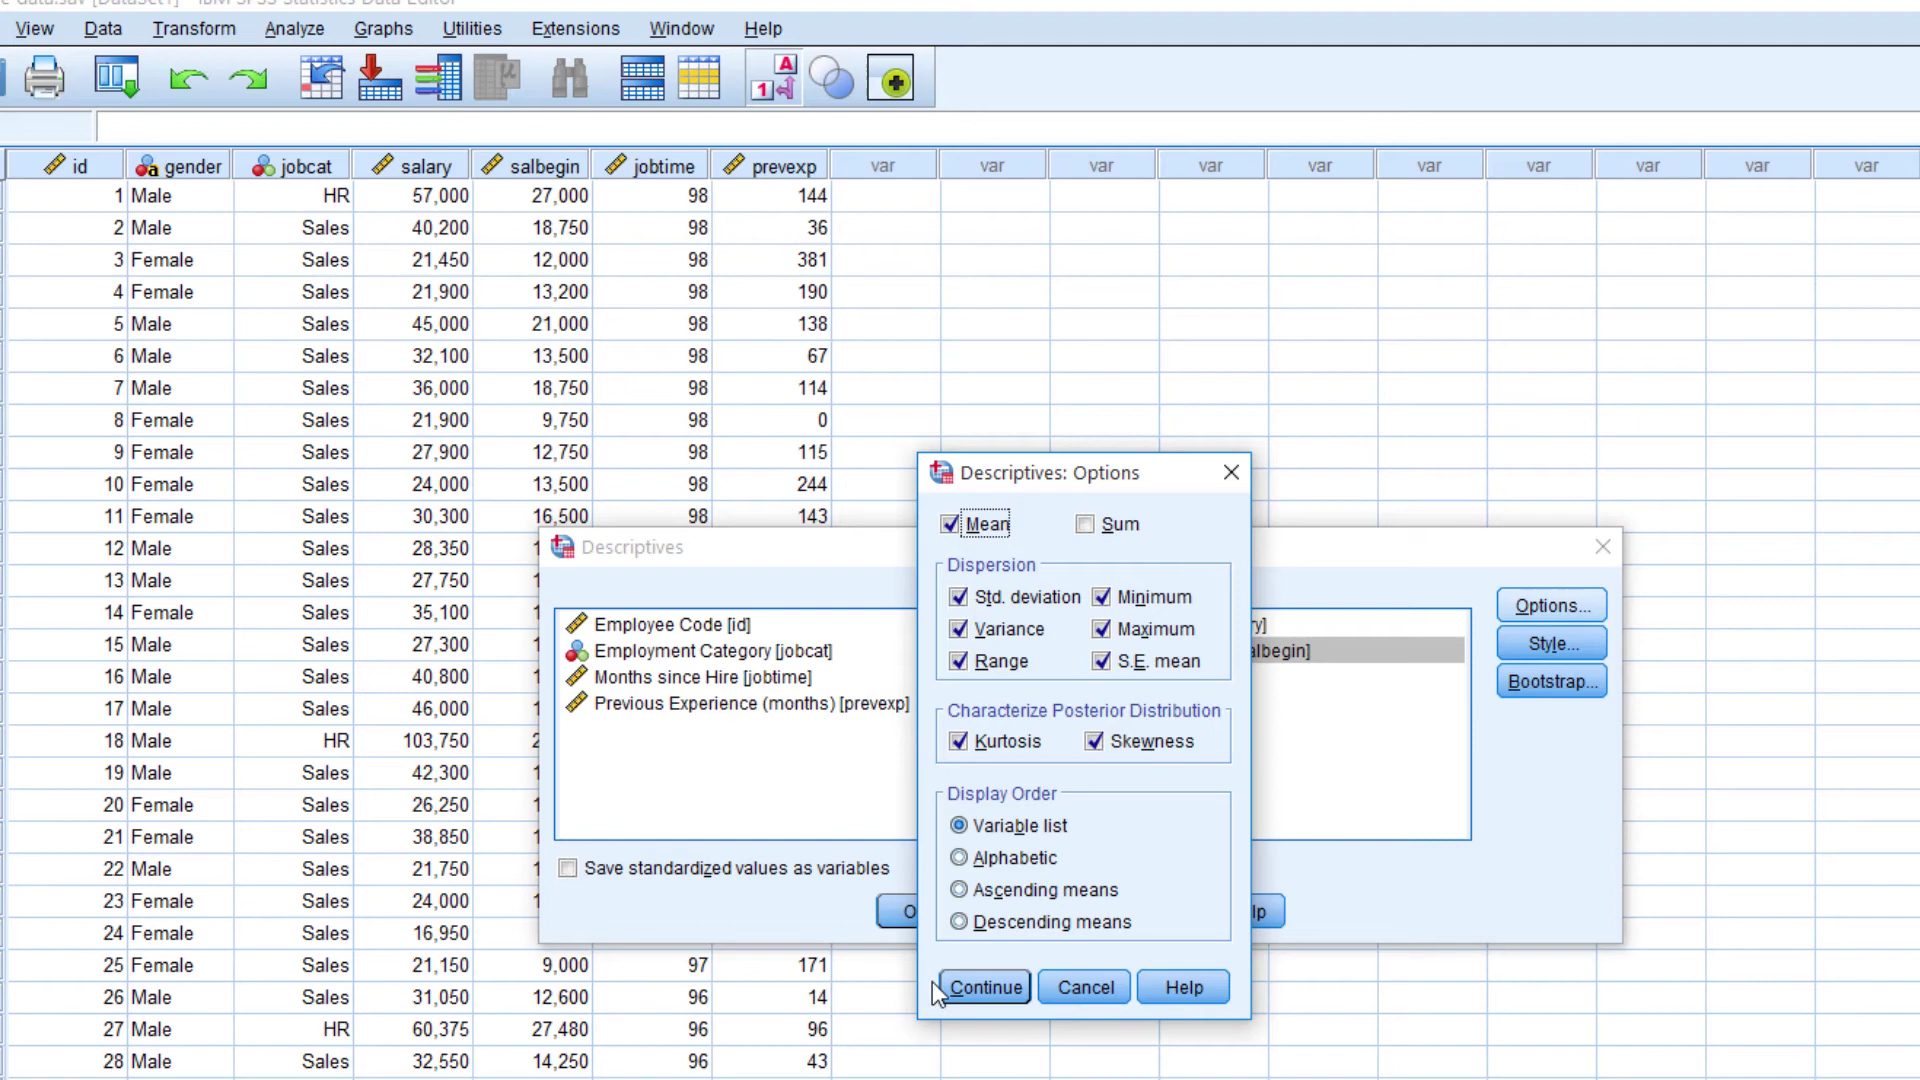 View Data Transform Analyze Graphs Utilities Extensions Window Help
id gender jobcat salary salbegin jobtime prevexp var var var var var var var var var var
1 Male HR 57,000 27,000 98 144
2 Male Sales 40,200 18,750 98 36
3 Female Sales 21,450 12,000 98 381
4 Female Sales 21,900 13,200 98 190
5 Male Sales 45,000 21,000 98 138
6 Male Sales 32,100 13,500 98 67
7 Male Sales 36,000 18,750 98 114
8 Female Sales 21,900 9,750 98 0
9 Female Sales 27,900 12,750 98 115
10 Female Sales 24,000 13,500 98 244
11 Female Sales 30,300 16,500 98 143
12 Male Sales 28,350
13 Male Sales 27,750
14 Female Sales 35,100
15 Male Sales 27,300
16 Male Sales 40,800
17 Male Sales 46,000
18 Male HR 103,750
19 Male Sales 42,300
20 Female Sales 26,250
21 Female Sales 38,850
22 Male Sales 21,750
23 Female Sales 24,000
24 Female Sales 16,950
25 Female Sales 21,150 9,000 97 171
26 Male Sales 31,050 12,600 96 14
27 Male HR 60,375 27,480 96 96
28 Male Sales 32,550 14,250 96 43
Descriptives
Employee Code [id]
Employment Category [jobcat]
Months since Hire [jobtime]
Previous Experience (months) [prevexp]
Save standardized values as variables
Options...
Style...
Bootstrap...
Descriptives: Options
Mean Sum
Dispersion
Std. deviation Minimum
Variance Maximum
Range S.E. mean
Characterize Posterior Distribution
Kurtosis Skewness
Display Order
Variable list
Alphabetic
Ascending means
Descending means
Continue Cancel Help